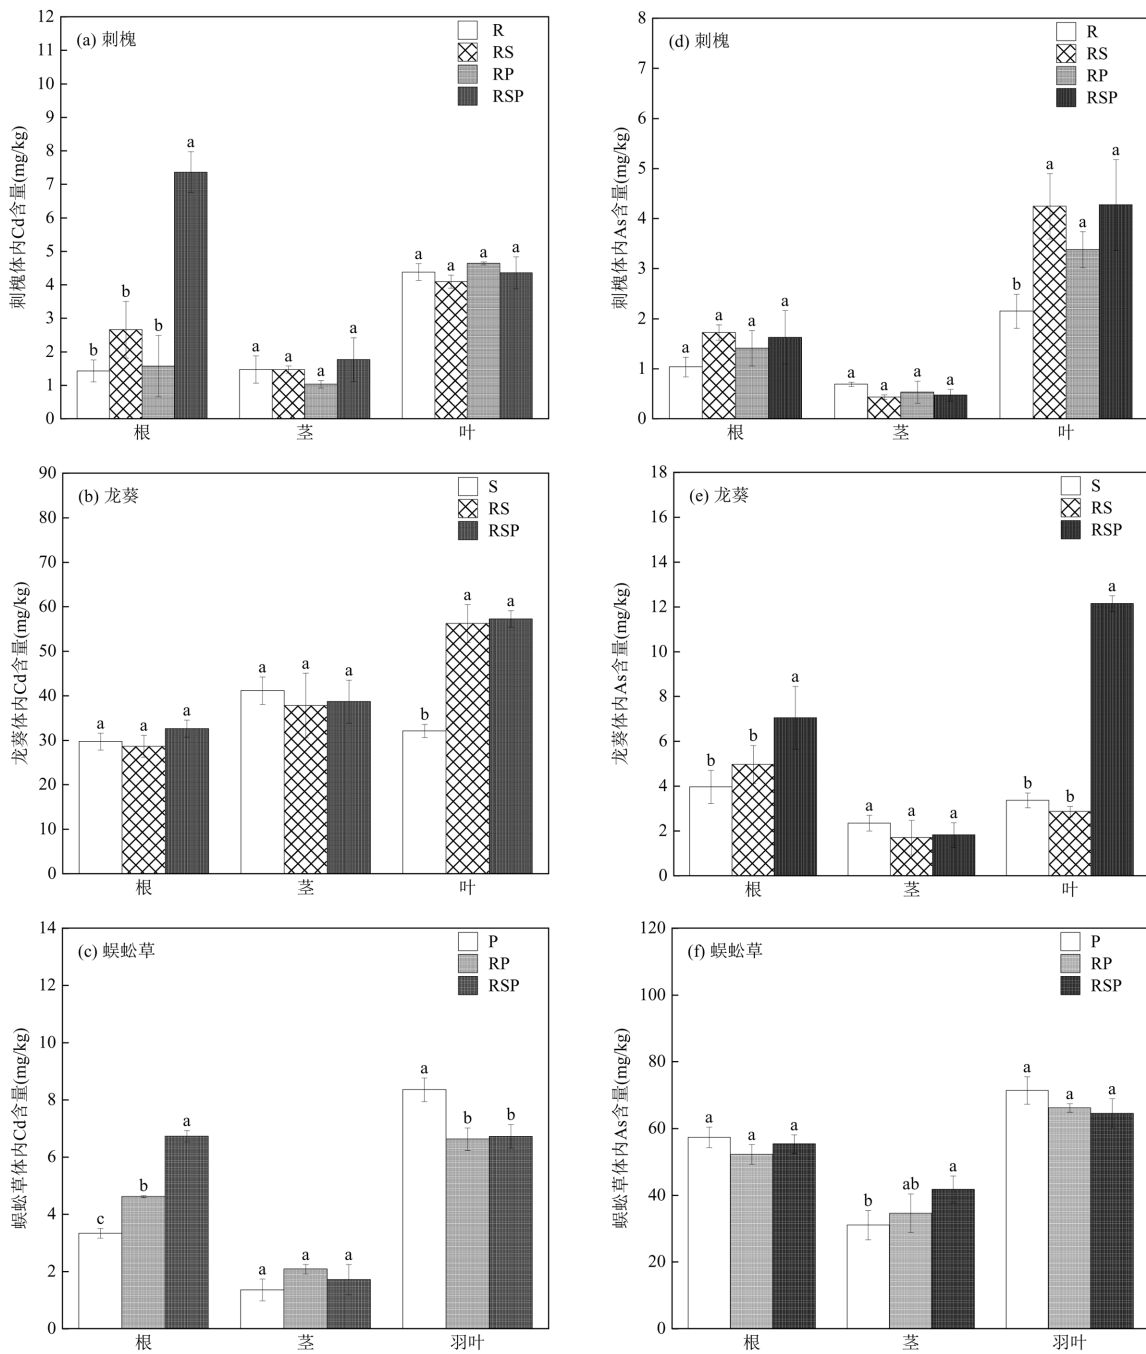 (a) 刺槐
R
RS
RP
RSP
刺槐体内Cd含量(mg/kg)
12
11
10
9
8
7
6
5
4
3
2
1
0
b
b
b
a
a
a
a
a
a
a
a
a
根
茎
叶
(d) 刺槐
R
RS
RP
RSP
刺槐体内As含量(mg/kg)
8
7
6
5
4
3
2
1
0
a
a
a
a
a
a
a
a
b
a
a
a
根
茎
叶
(b) 龙葵
S
RS
RSP
龙葵体内Cd含量(mg/kg)
90
80
70
60
50
40
30
20
10
0
a
a
a
a
a
a
b
a
a
根
茎
叶
(e) 龙葵
S
RS
RSP
龙葵体内As含量(mg/kg)
18
16
14
12
10
8
6
4
2
0
b
b
a
a
a
a
b
b
a
根
茎
叶
(c) 蜈蚣草
P
RP
RSP
蜈蚣草体内Cd含量(mg/kg)
14
12
10
8
6
4
2
0
c
b
a
a
a
a
a
b
b
根
茎
羽叶
(f) 蜈蚣草
P
RP
RSP
蜈蚣草体内As含量(mg/kg)
120
100
80
60
40
20
0
a
a
a
b
ab
a
a
a
a
根
茎
羽叶